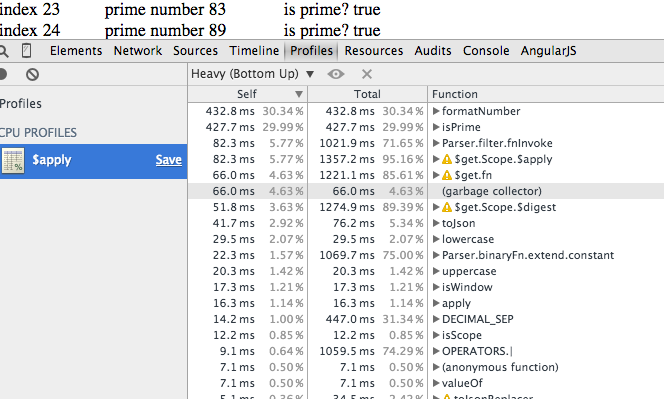 index 23 prime number 83 is prime? true
index 24 prime number 89 is prime? true
Elements Network Sources Timeline Profiles Resources Audits Console AngularJS
Heavy (Bottom Up) ▼
Profiles
CPU PROFILES
$apply Save
Self ▼ Total Function
432.8 ms 30.34 % 432.8 ms 30.34 % formatNumber
427.7 ms 29.99 % 427.7 ms 29.99 % isPrime
82.3 ms 5.77 % 1021.9 ms 71.65 % Parser.filter.fnInvoke
82.3 ms 5.77 % 1357.2 ms 95.16 % $get.Scope.$apply
66.0 ms 4.63 % 1221.1 ms 85.61 % $get.fn
66.0 ms 4.63 % 66.0 ms 4.63 % (garbage collector)
51.8 ms 3.63 % 1274.9 ms 89.39 % $get.Scope.$digest
41.7 ms 2.92 % 76.2 ms 5.34 % toJson
29.5 ms 2.07 % 29.5 ms 2.07 % lowercase
22.3 ms 1.57 % 1069.7 ms 75.00 % Parser.binaryFn.extend.constant
20.3 ms 1.42 % 20.3 ms 1.42 % uppercase
17.3 ms 1.21 % 17.3 ms 1.21 % isWindow
16.3 ms 1.14 % 16.3 ms 1.14 % apply
14.2 ms 1.00 % 447.0 ms 31.34 % DECIMAL_SEP
12.2 ms 0.85 % 12.2 ms 0.85 % isScope
9.1 ms 0.64 % 1059.5 ms 74.29 % OPERATORS.|
7.1 ms 0.50 % 7.1 ms 0.50 % (anonymous function)
7.1 ms 0.50 % 7.1 ms 0.50 % valueOf
5.1 ms 0.36 % 34.5 ms 2.42 % toJsonReplacer